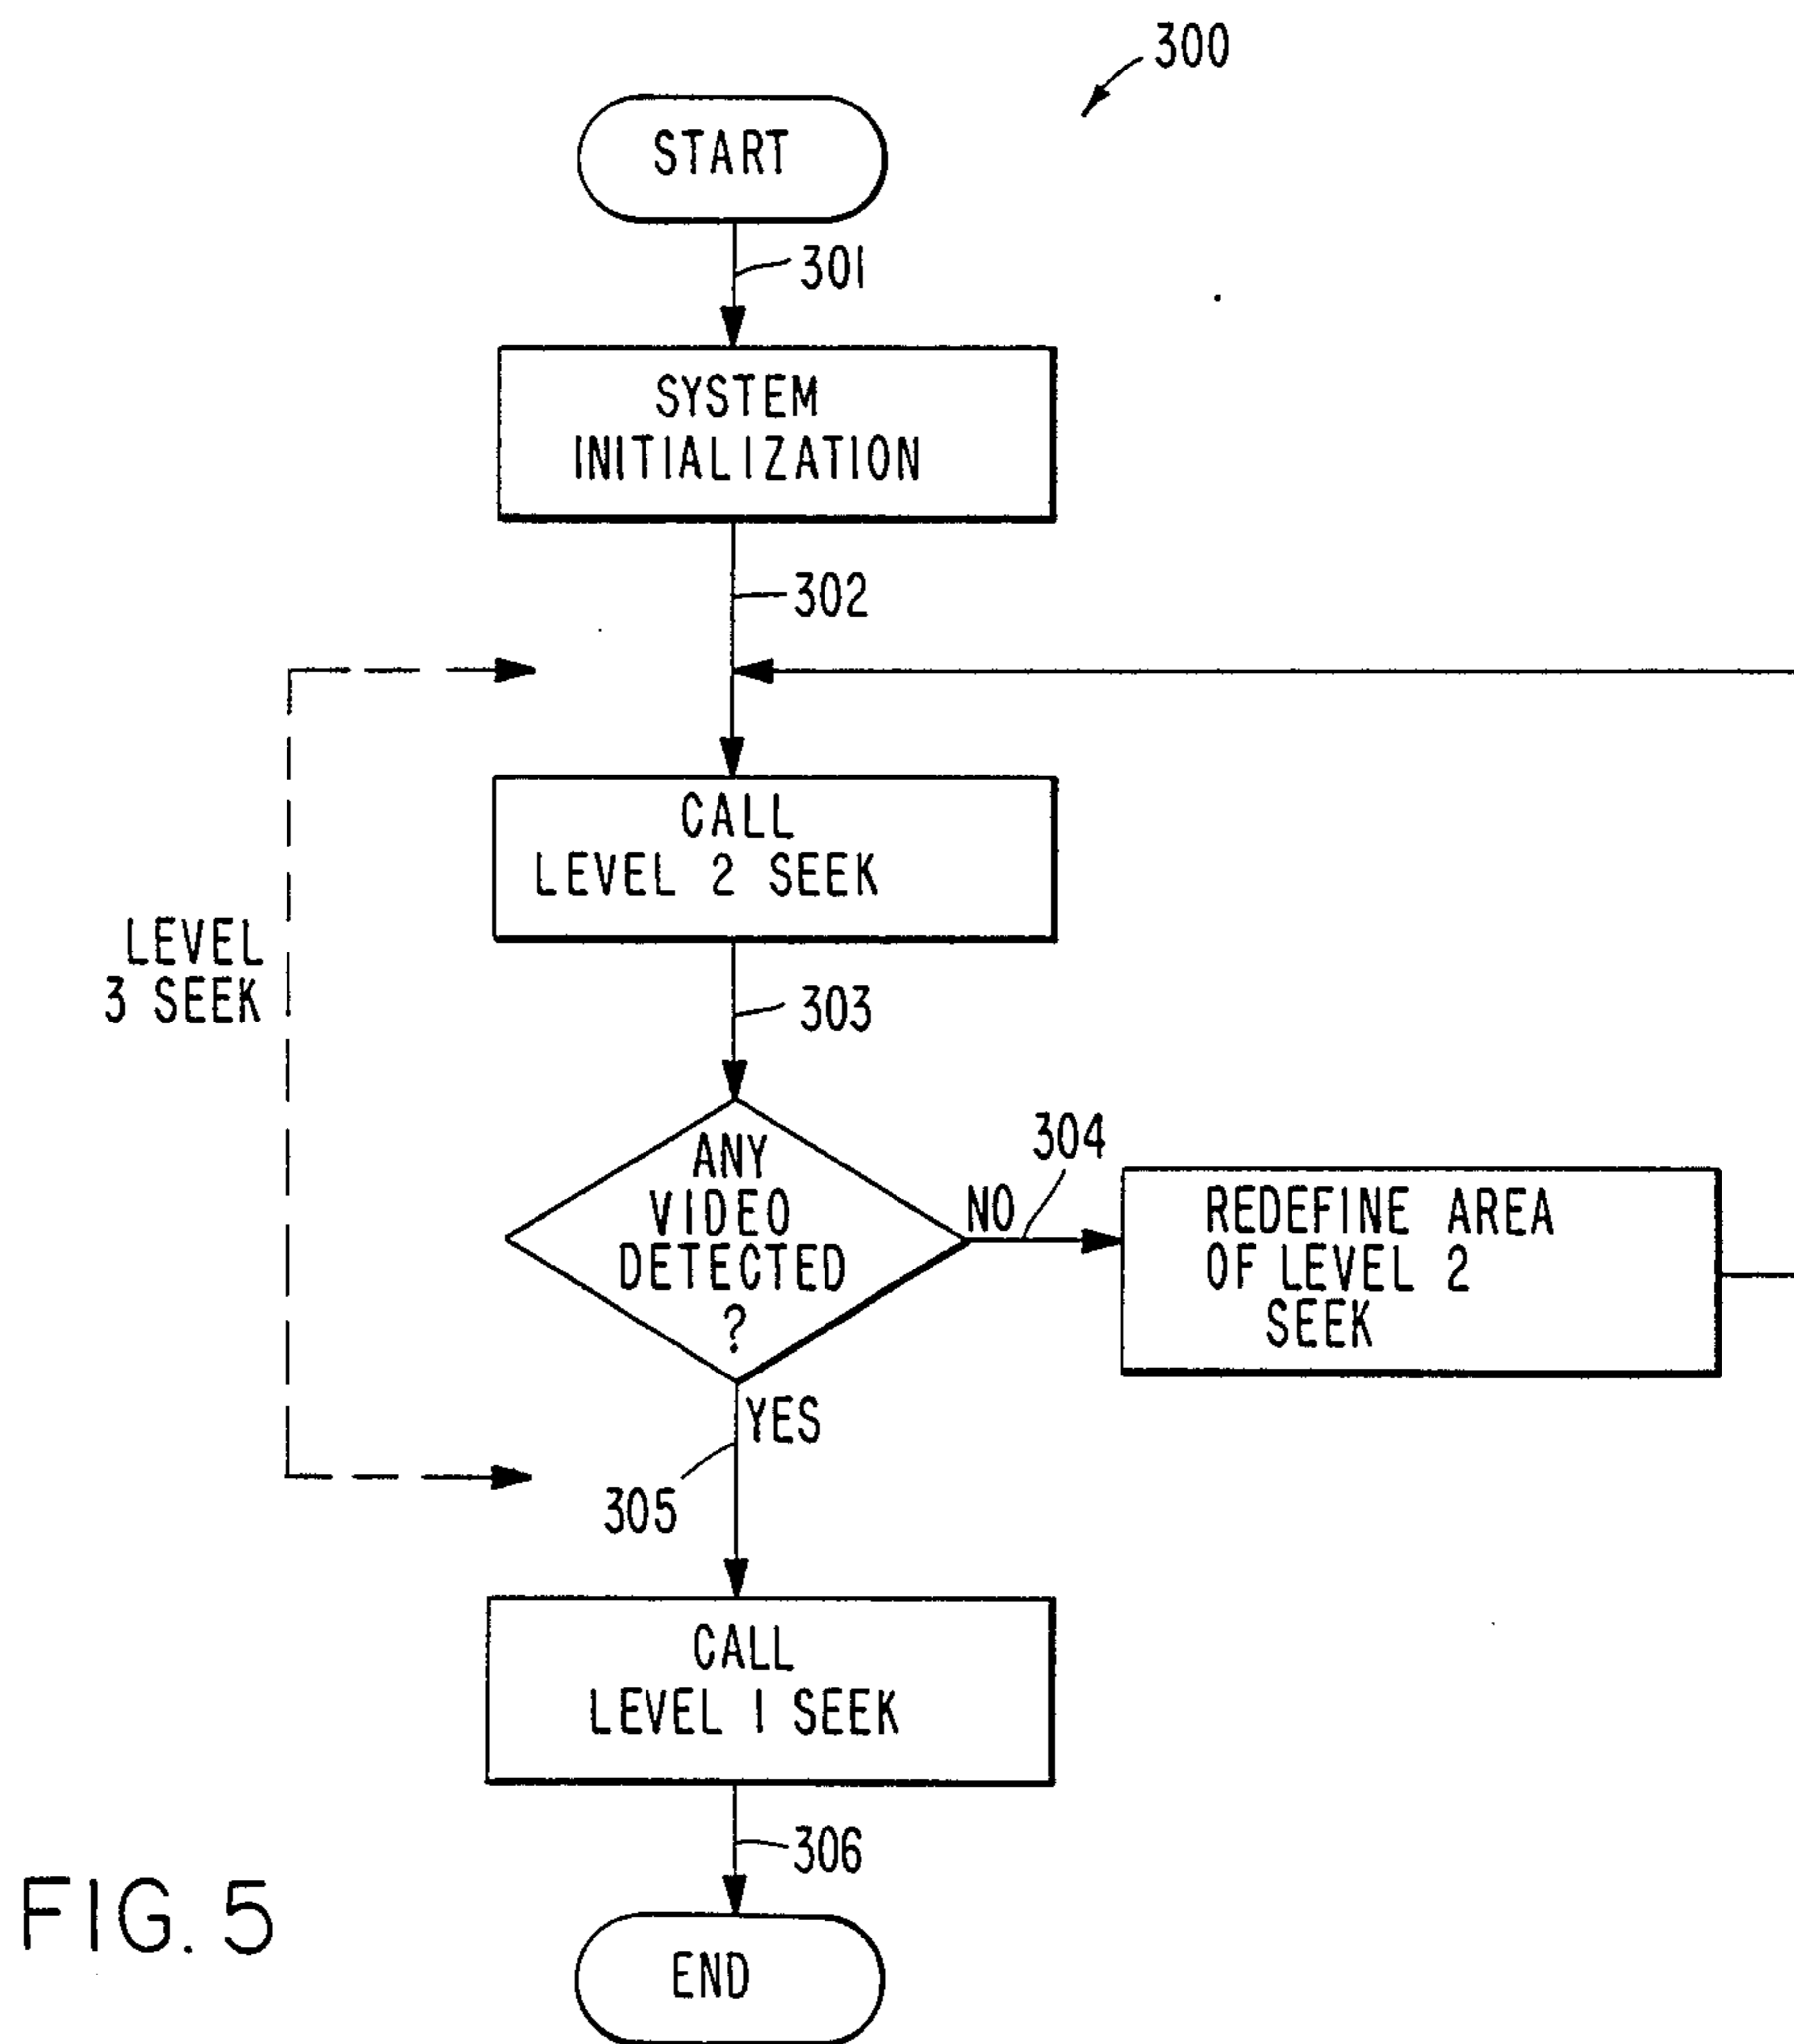 300
START
301
SYSTEM
INITIALIZATION
302
CALL
LEVEL 2 SEEK
LEVEL
3 SEEK
303
ANY
VIDEO
DETECTED
?
NO
304
REDEFINE AREA
OF LEVEL 2
SEEK
YES
305
CALL
LEVEL 1 SEEK
306
END
FIG. 5